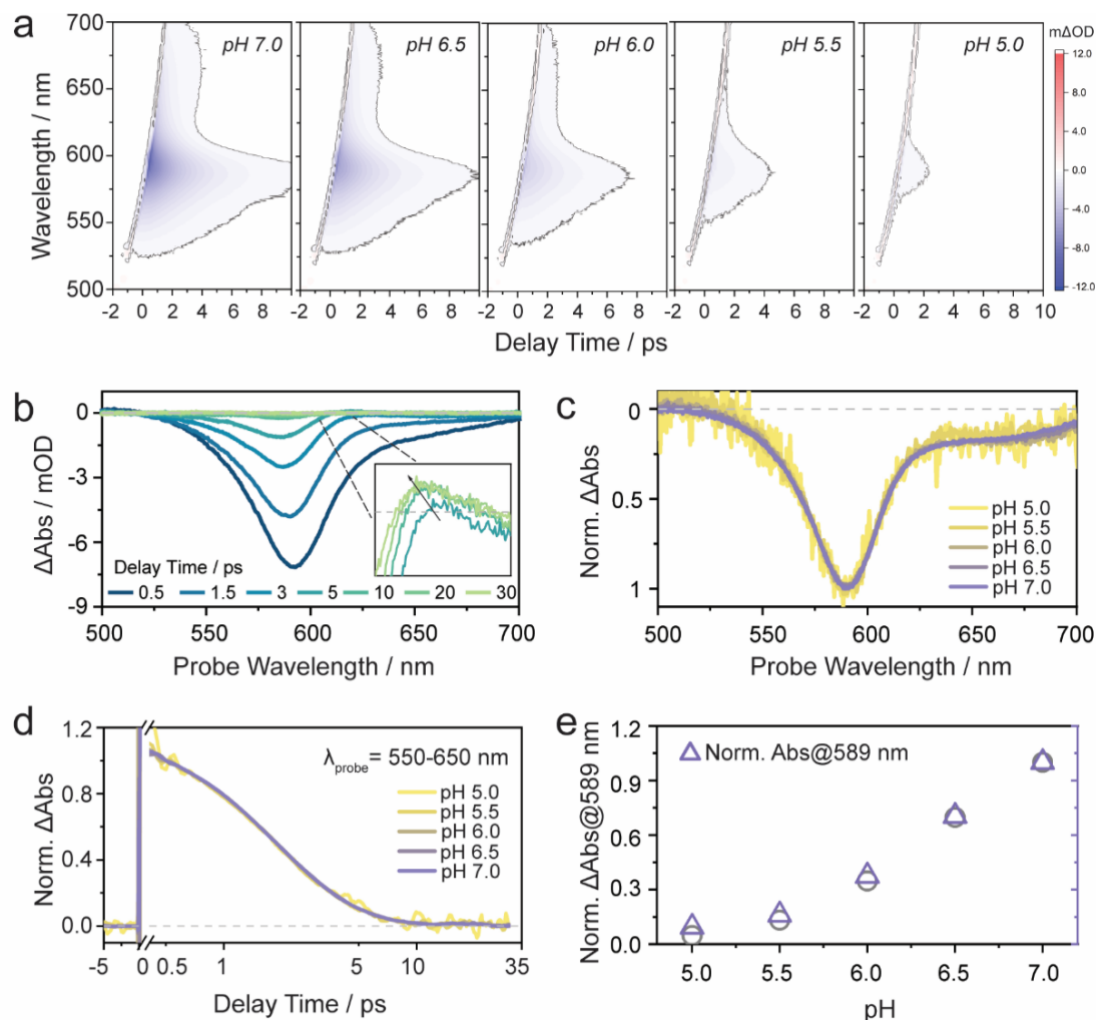 a
pH 7.0
pH 6.5
pH 6.0
pH 5.5
pH 5.0
mΔOD
12.0
8.0
4.0
0.0
-4.0
-8.0
-12.0
Wavelength / nm
700
650
600
550
500
-2 0 2 4 6 8
-2 0 2 4 6 8
-2 0 2 4 6 8
-2 0 2 4 6 8
-2 0 2 4 6 8 10
Delay Time / ps
b
ΔAbs / mOD
0
-3
-6
-9
Delay Time / ps
0.5 1.5 3 5 10 20 30
500 550 600 650 700
Probe Wavelength / nm
c
Norm. ΔAbs
0
0.5
1
pH 5.0
pH 5.5
pH 6.0
pH 6.5
pH 7.0
500 550 600 650 700
Probe Wavelength / nm
d
Norm. ΔAbs
1.2
0.8
0.4
0.0
λprobe= 550-650 nm
pH 5.0
pH 5.5
pH 6.0
pH 6.5
pH 7.0
-5 0 0.5 1 5 10 35
Delay Time / ps
e
Norm. ΔAbs@589 nm
1.2
0.9
0.6
0.3
0.0
Norm. Abs@589 nm
5.0 5.5 6.0 6.5 7.0
pH